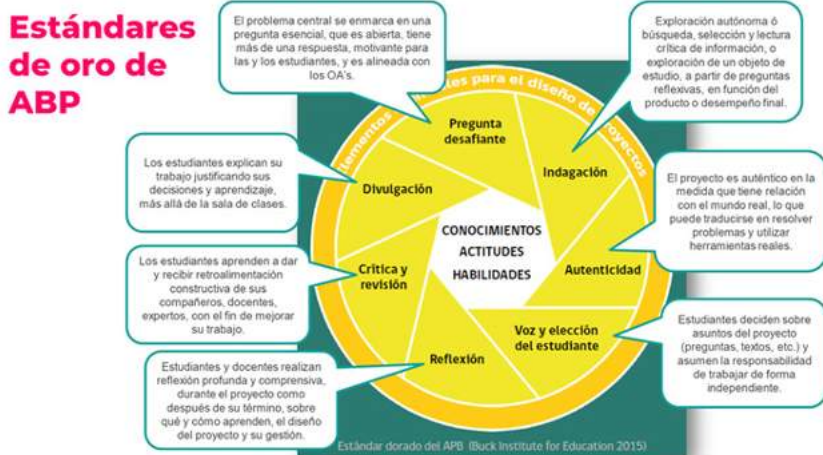 Estándares
de oro de
ABP
El problema central se enmarca en una
pregunta esencial, que es abierta, tiene
más de una respuesta, motivante para
las y los estudiantes, y es alineada con
los OA's.
Exploración autónoma ó
búsqueda, selección y lectura
crítica de información, o
exploración de un objeto de
estudio, a partir de preguntas
reflexivas, en función del
producto o desempeño final.
para el diseño de
Pregunta
desafiante
Indagación
Los estudiantes explican su
trabajo justificando sus
decisiones y aprendizaje,
más allá de la sala de clases.
Divulgación
El proyecto es auténtico en la
medida que tiene relación
con el mundo real, lo que
puede traducirse en resolver
problemas y utilizar
herramientas reales.
CONOCIMIENTOS
ACTITUDES
HABILIDADES
Autenticidad
Los estudiantes aprenden a dar
y recibir retroalimentación
constructiva de sus
compañeros, docentes,
expertos, con el fin de mejorar
su trabajo.
Crítica y
revisión
Voz y elección
del estudiante
Estudiantes deciden sobre
asuntos del proyecto
(preguntas, textos, etc.) y
asumen la responsabilidad
de trabajar de forma
independiente.
Reflexión
Estudiantes y docentes realizan
reflexión profunda y comprensiva,
durante el proyecto como
después de su término, sobre
qué y cómo aprenden, el diseño
del proyecto y su gestión.
Estándar dorado del APB (Buck Institute for Education 2015)